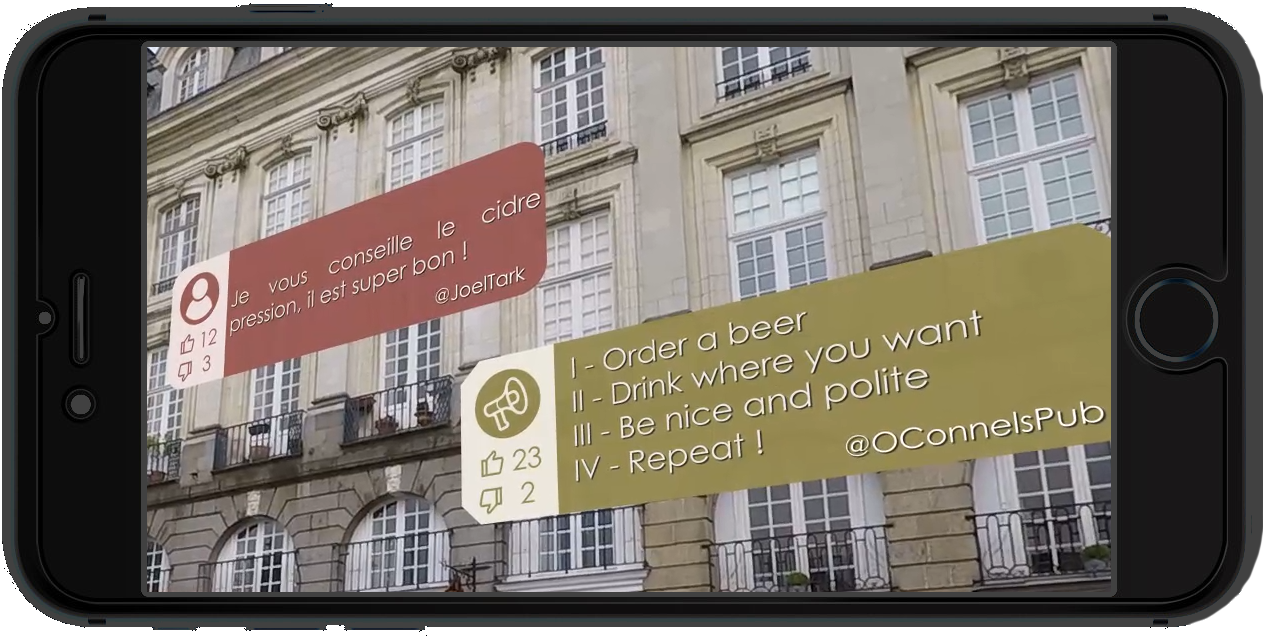 Je vous conseille le cidre
pression, il est super bon !
@JoelTark
12
3
I - Order a beer
II - Drink where you want
III - Be nice and polite
IV - Repeat !
@OConnelsPub
23
2